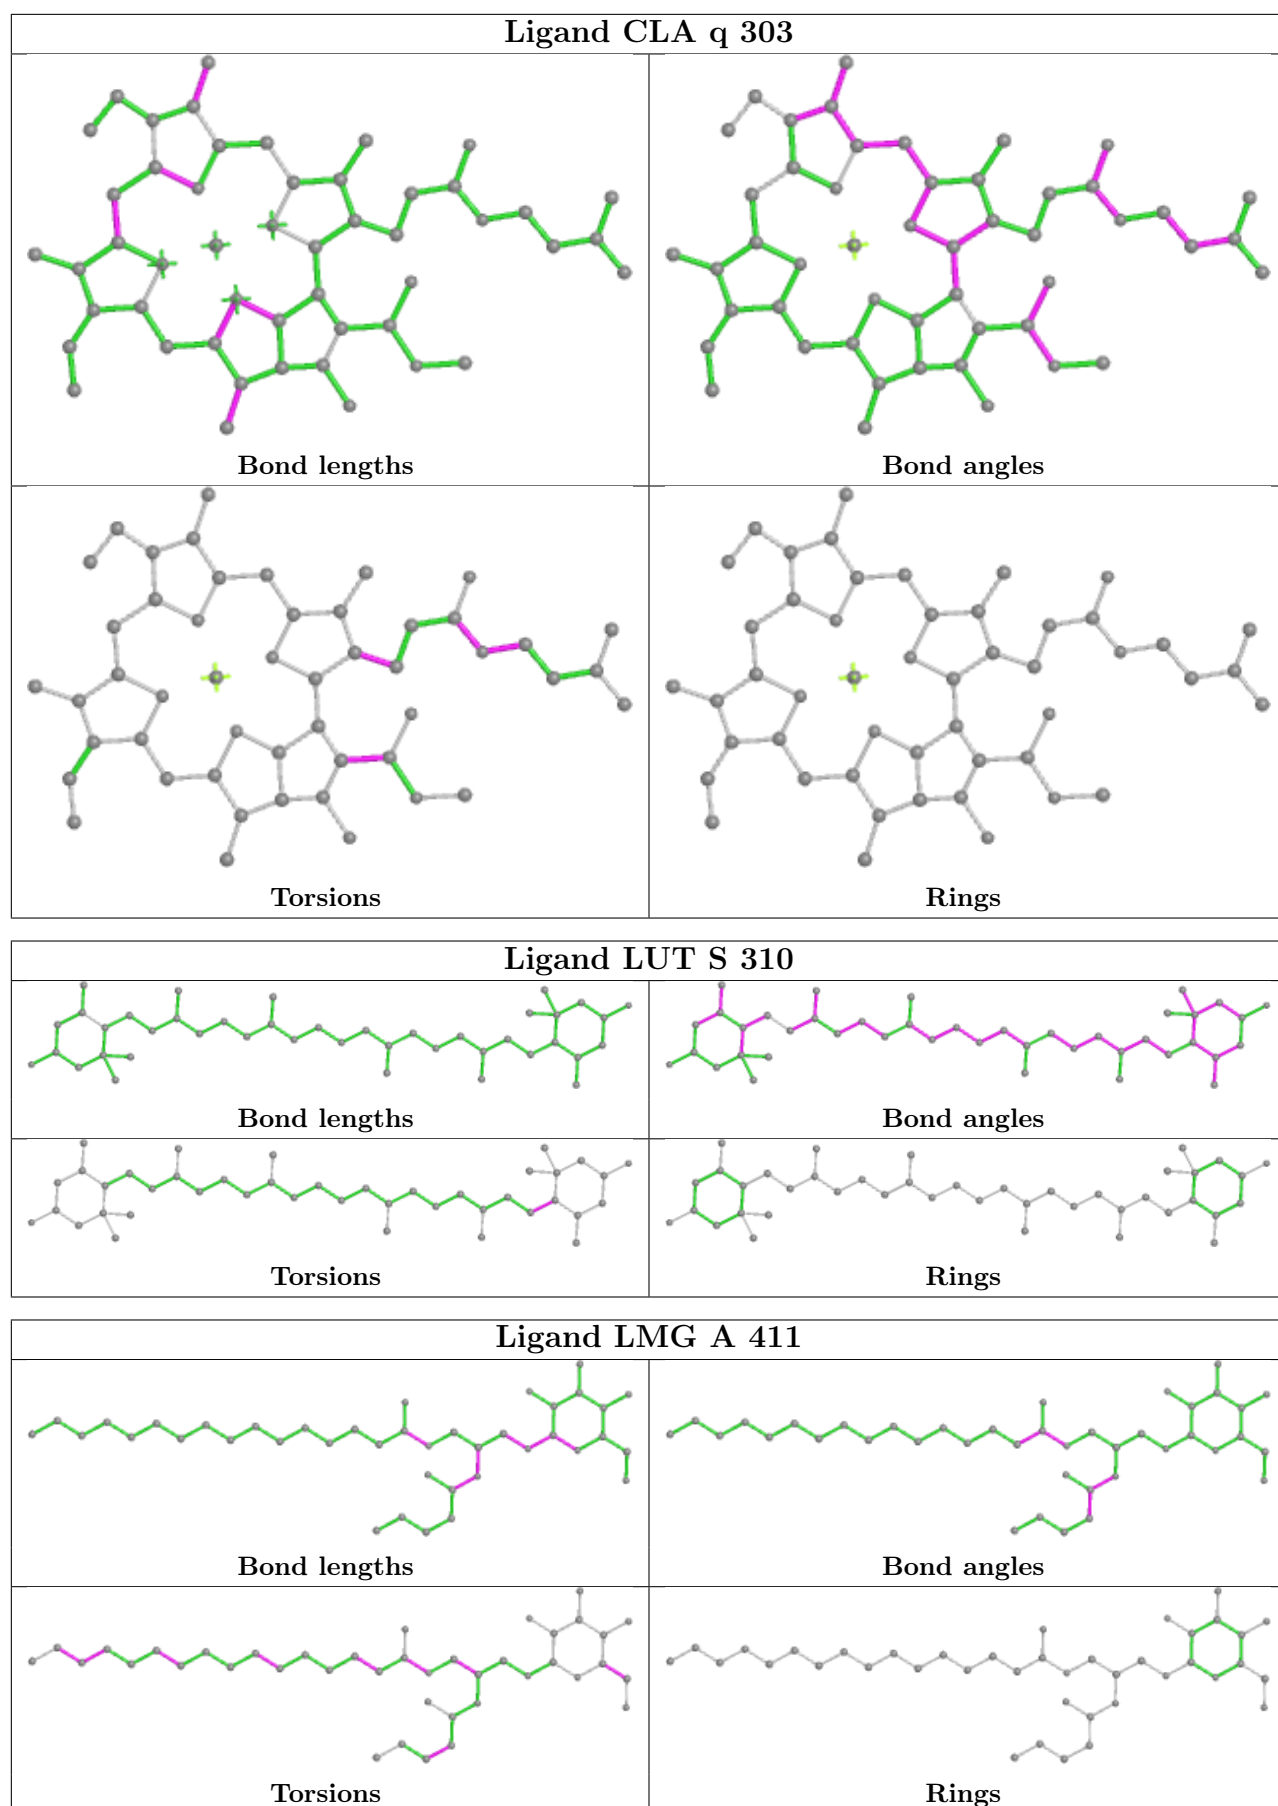 Ligand CLA q 303
Bond lengths
Bond angles
Torsions
Rings
Ligand LUT S 310
Bond lengths
Bond angles
Torsions
Rings
Ligand LMG A 411
Bond lengths
Bond angles
Torsions
Rings